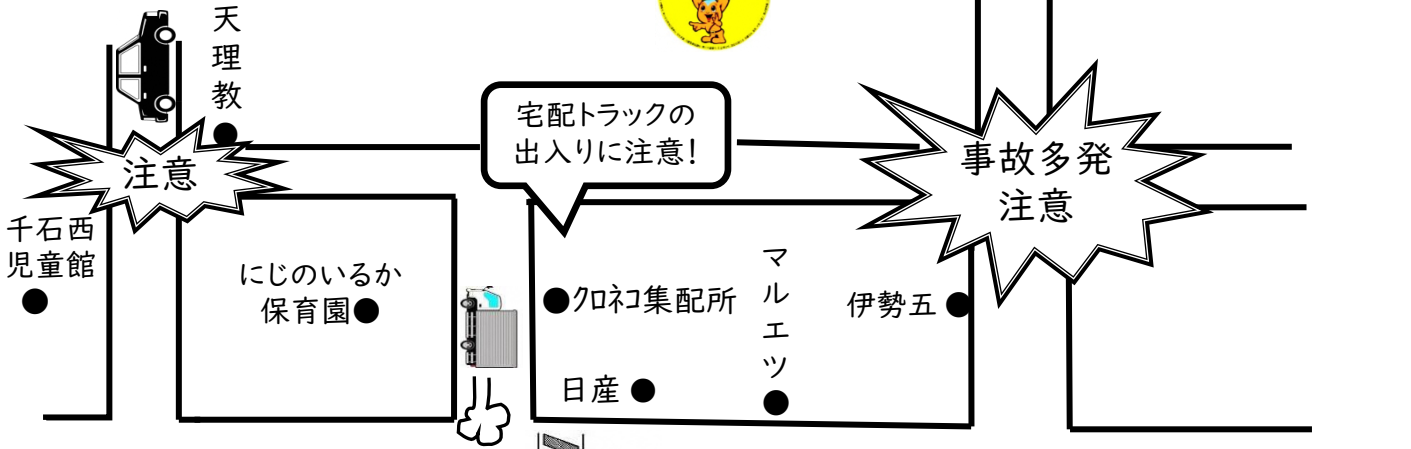 天理教
宅配トラックの
出入りに注意!
注意
事故多発
注意
千石西
児童館
にじのいるか
保育園●
●クロネコ集配所
マルエツ
伊勢五●
日産●